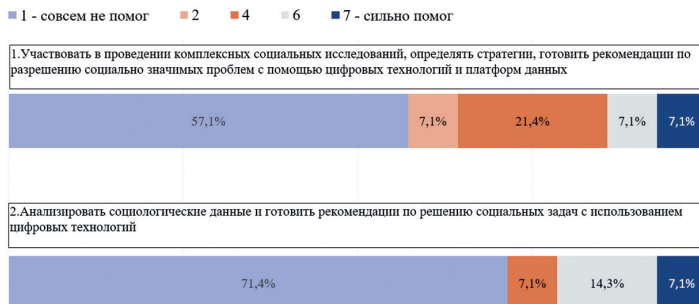 1 - совсем не помог 2 4 6 7 - сильно помог
1.Участвовать в проведении комплексных социальных исследований, определять стратегии, готовить рекомендации по
разрешению социально значимых проблем с помощью цифровых технологий и платформ данных
57,1% 7,1% 21,4% 7,1% 7,1%
2.Анализировать социологические данные и готовить рекомендации по решению социальных задач с использованием
цифровых технологий
71,4% 7,1% 14,3% 7,1%